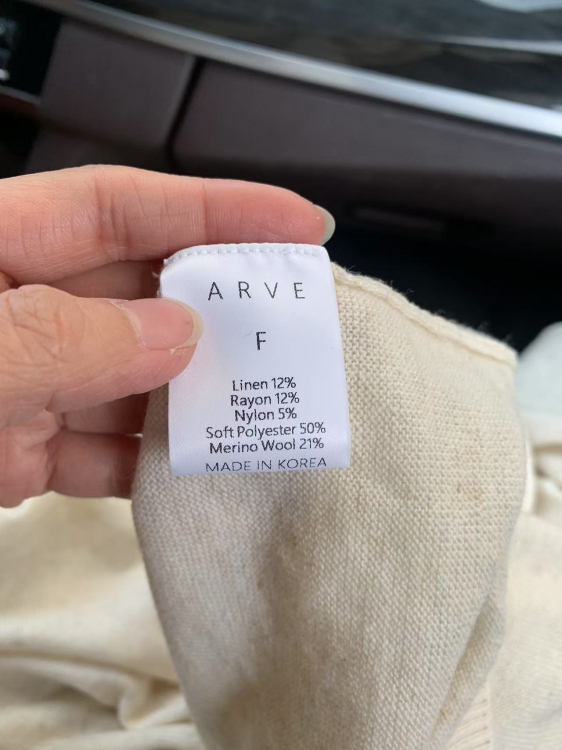 ARVE
F
Linen 12%
Rayon 12%
Nylon 5%
Soft Polyester 50%
Merino Wool 21%
MADE IN KOREA